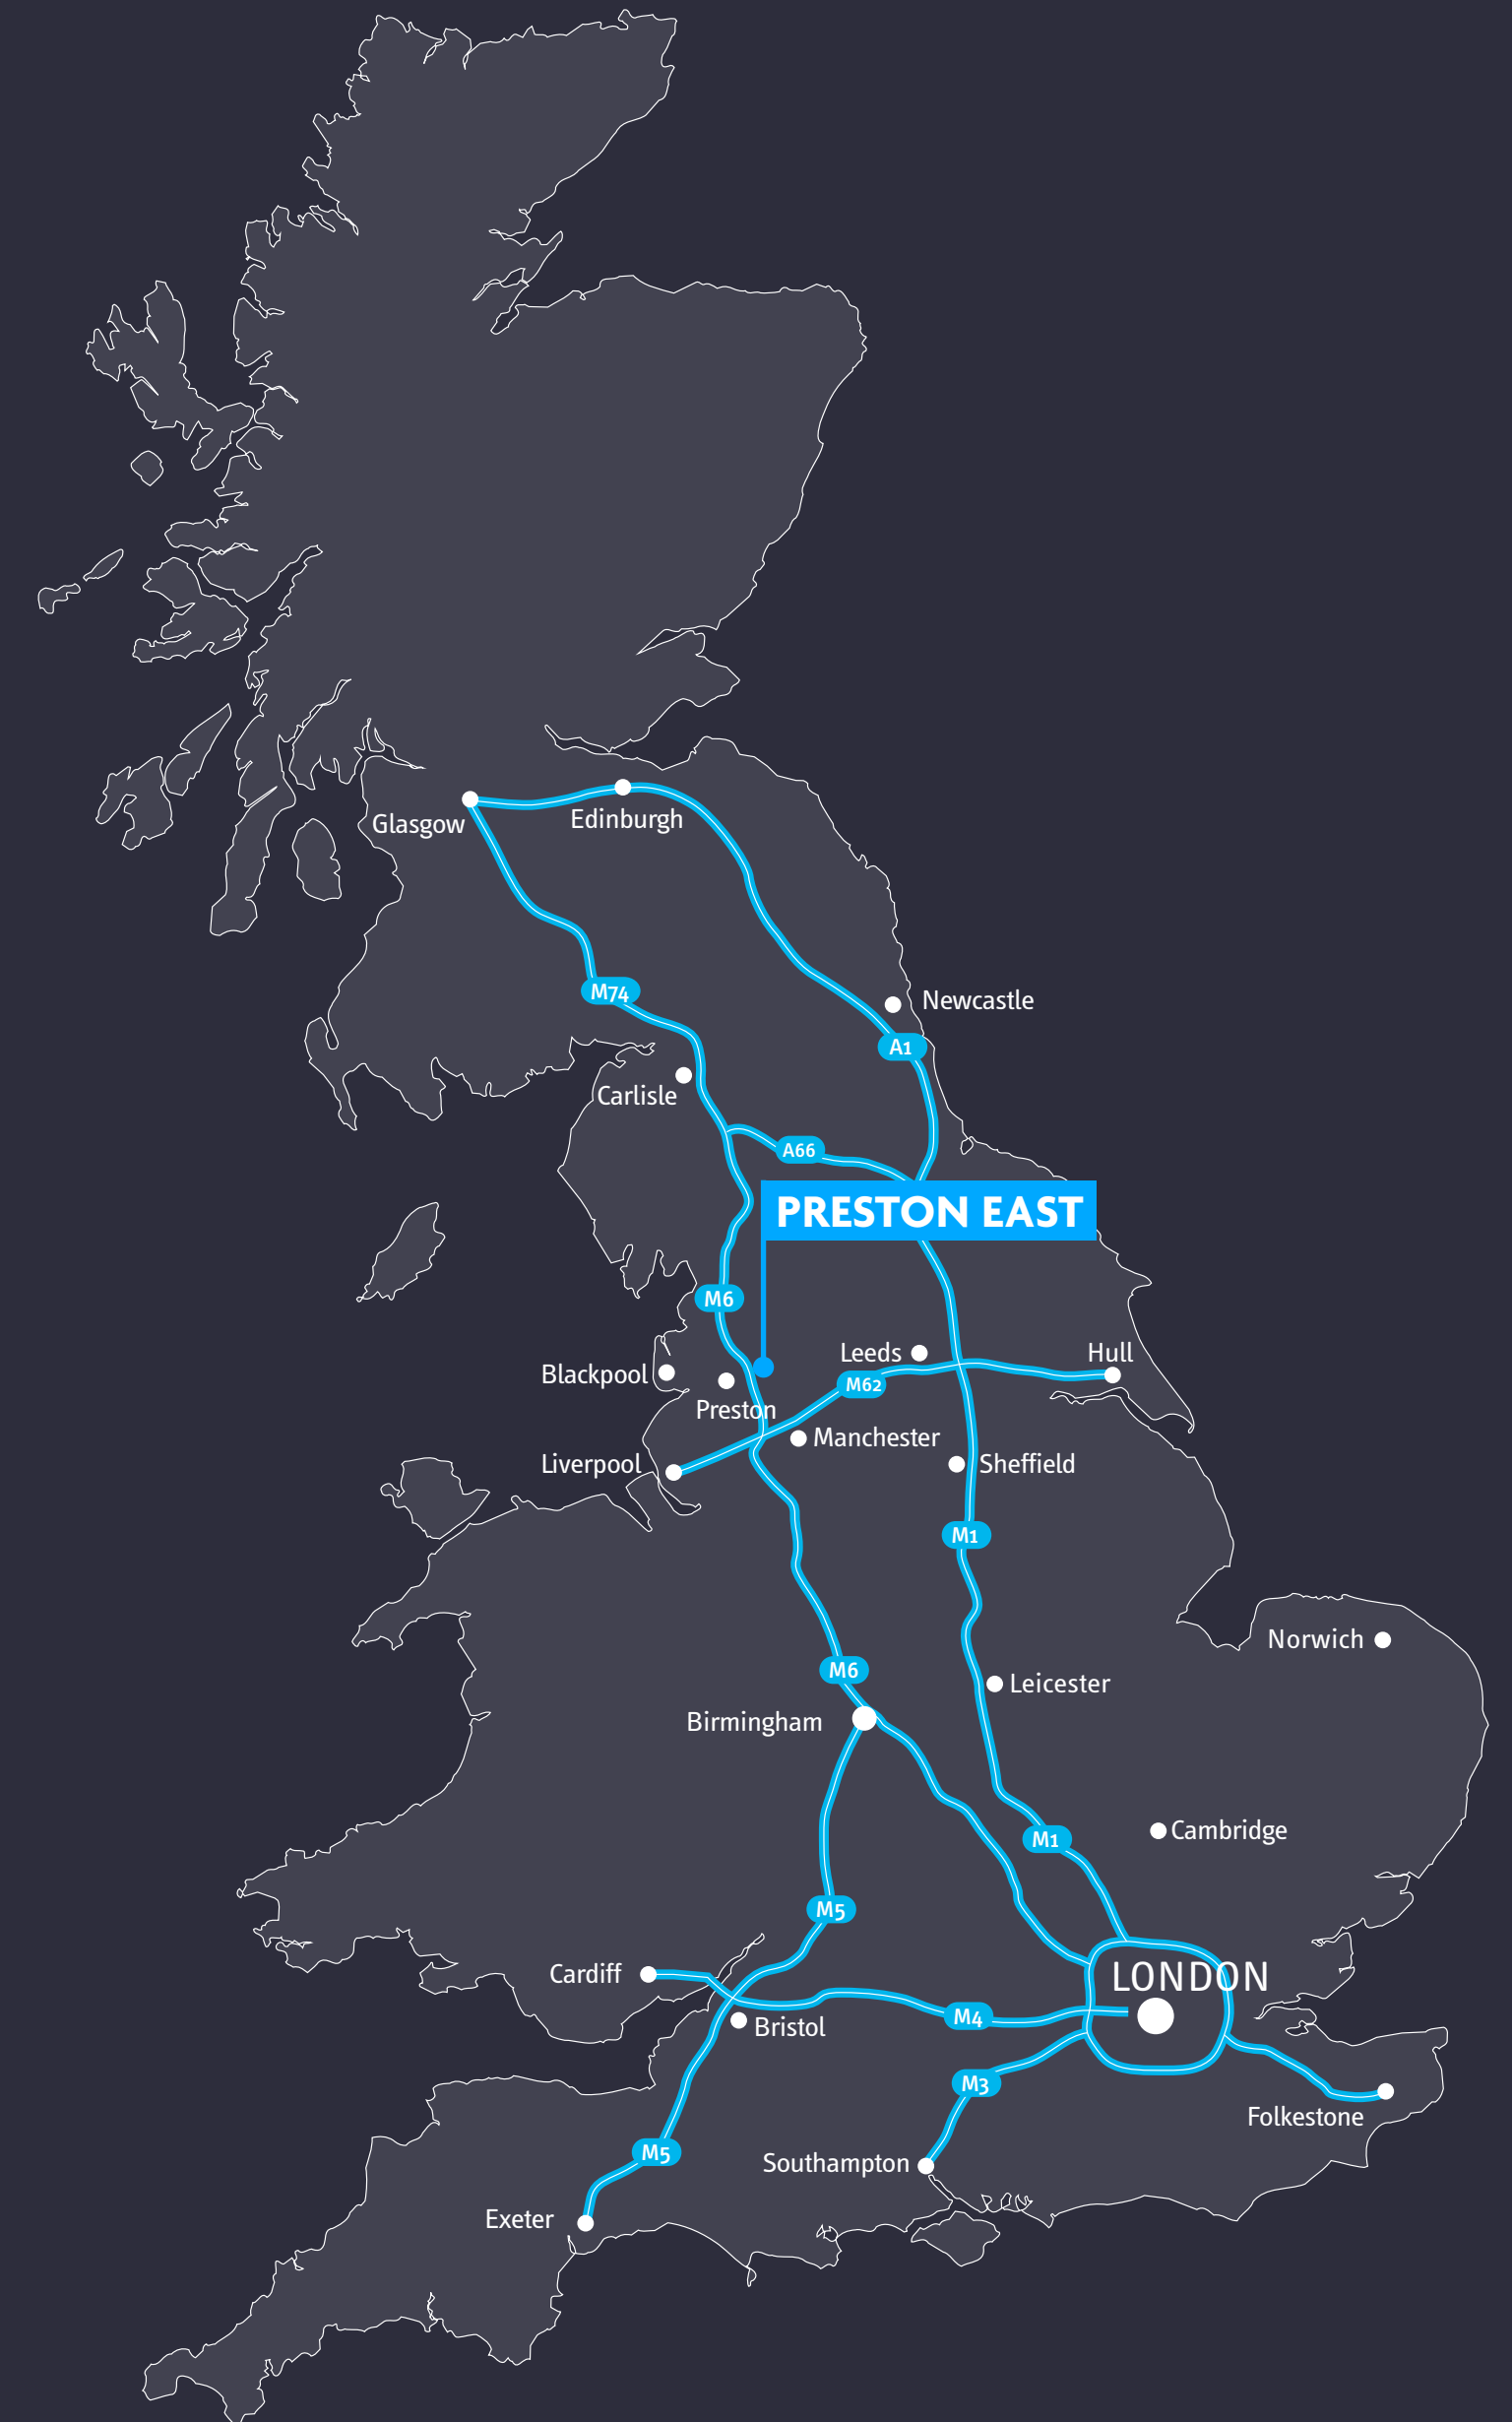 Edinburgh
Glasgow
M74
Newcastle
A1
Carlisle
A66
PRESTON EAST
M6
Leeds
Hull
Blackpool
M62
Preston
Manchester
Liverpool
Sheffield
M1
Norwich
M6
Leicester
Birmingham
Cambridge
M1
M5
Cardiff
LONDON
M4
Bristol
M3
Folkestone
M5
Southampton
Exeter